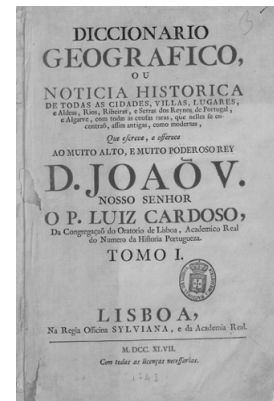 DICCIONARIO
GEOGRAFICO,
OU
NOTICIA HISTORICA
DE TODAS AS CIDADES, VILLAS, LUGARES,
e Aldeas, Rios, Ribeiras, e Serras dos Reynos de Portugal,
e Algarve, com todas as cousas raras, que nelles se en-
contraõ, assim antigas, como modernas,
Que escreve, e offerece
AO MUITO ALTO, E MUITO PODEROSO REY
D. JOAÕ V.
NOSSO SENHOR
O P. LUIZ CARDOSO,
Da Congregaçaõ do Oratorio de Lisboa, Academico Real
do Numero da Historia Portugueza.
TOMO I.
LISBOA,
Na Regia Officina SYLVIANA, e da Academia Real.
M. DCC. XLVII.
Com todas as licenças necessarias.